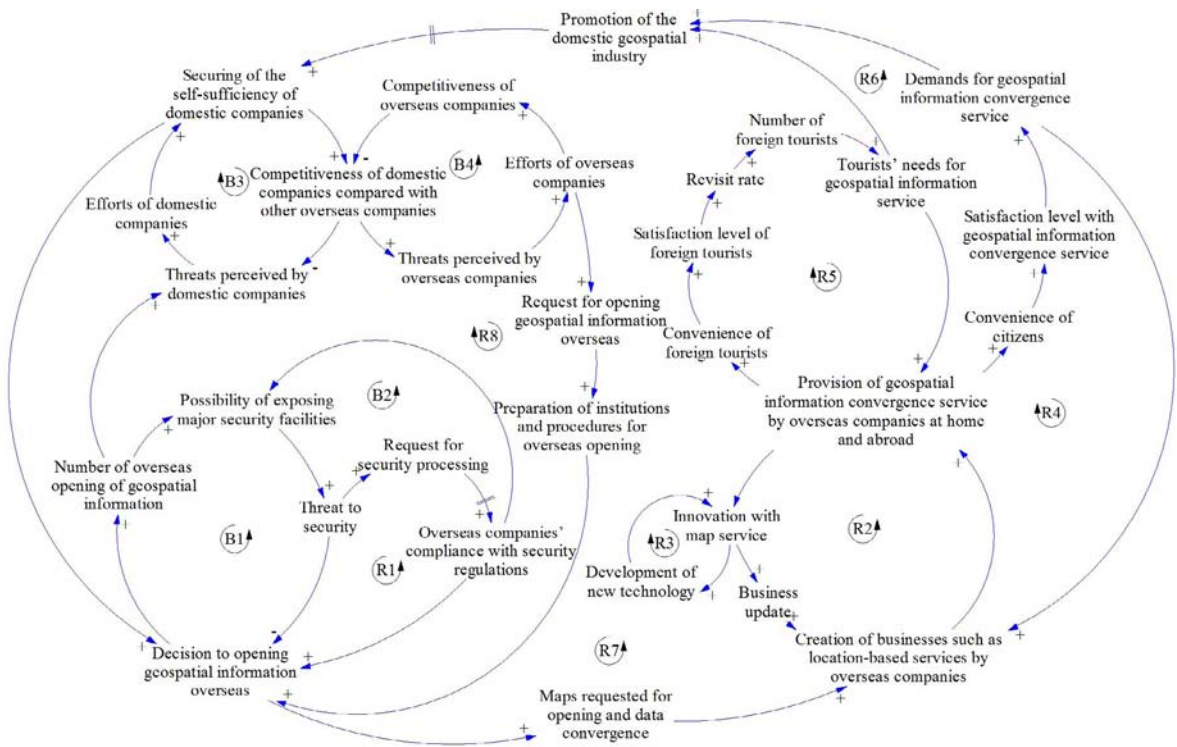 Promotion of the
domestic geospatial
industry
Securing of the
self-sufficiency of
domestic companies
Competitiveness of
overseas companies
R6
Demands for geospatial
information convergence
service
Number of
foreign tourists
B3
Competitiveness of domestic
companies compared with
other overseas companies
B4
Efforts of overseas
companies
Tourists' needs for
geospatial information
service
Revisit rate
Efforts of domestic
companies
Satisfaction level of
foreign tourists
Satisfaction level with
geospatial information
convergence service
Threats perceived by
domestic companies
Threats perceived by
overseas companies
R5
Request for opening
geospatial information
overseas
R8
Convenience of
foreign tourists
Convenience of
citizens
Possibility of exposing
major security facilities
B2
Preparation of institutions
and procedures for
overseas opening
Provision of geospatial
information convergence service
by overseas companies at home
and abroad
R4
Number of overseas
opening of geospatial
information
Request for
security processing
Threat to
security
B1
Overseas companies'
compliance with security
regulations
R1
Innovation with
map service
R3
R2
Development of
new technology
Business
update
R7
Decision to opening
geospatial information
overseas
Creation of businesses such as
location-based services by
overseas companies
Maps requested for
opening and data
convergence